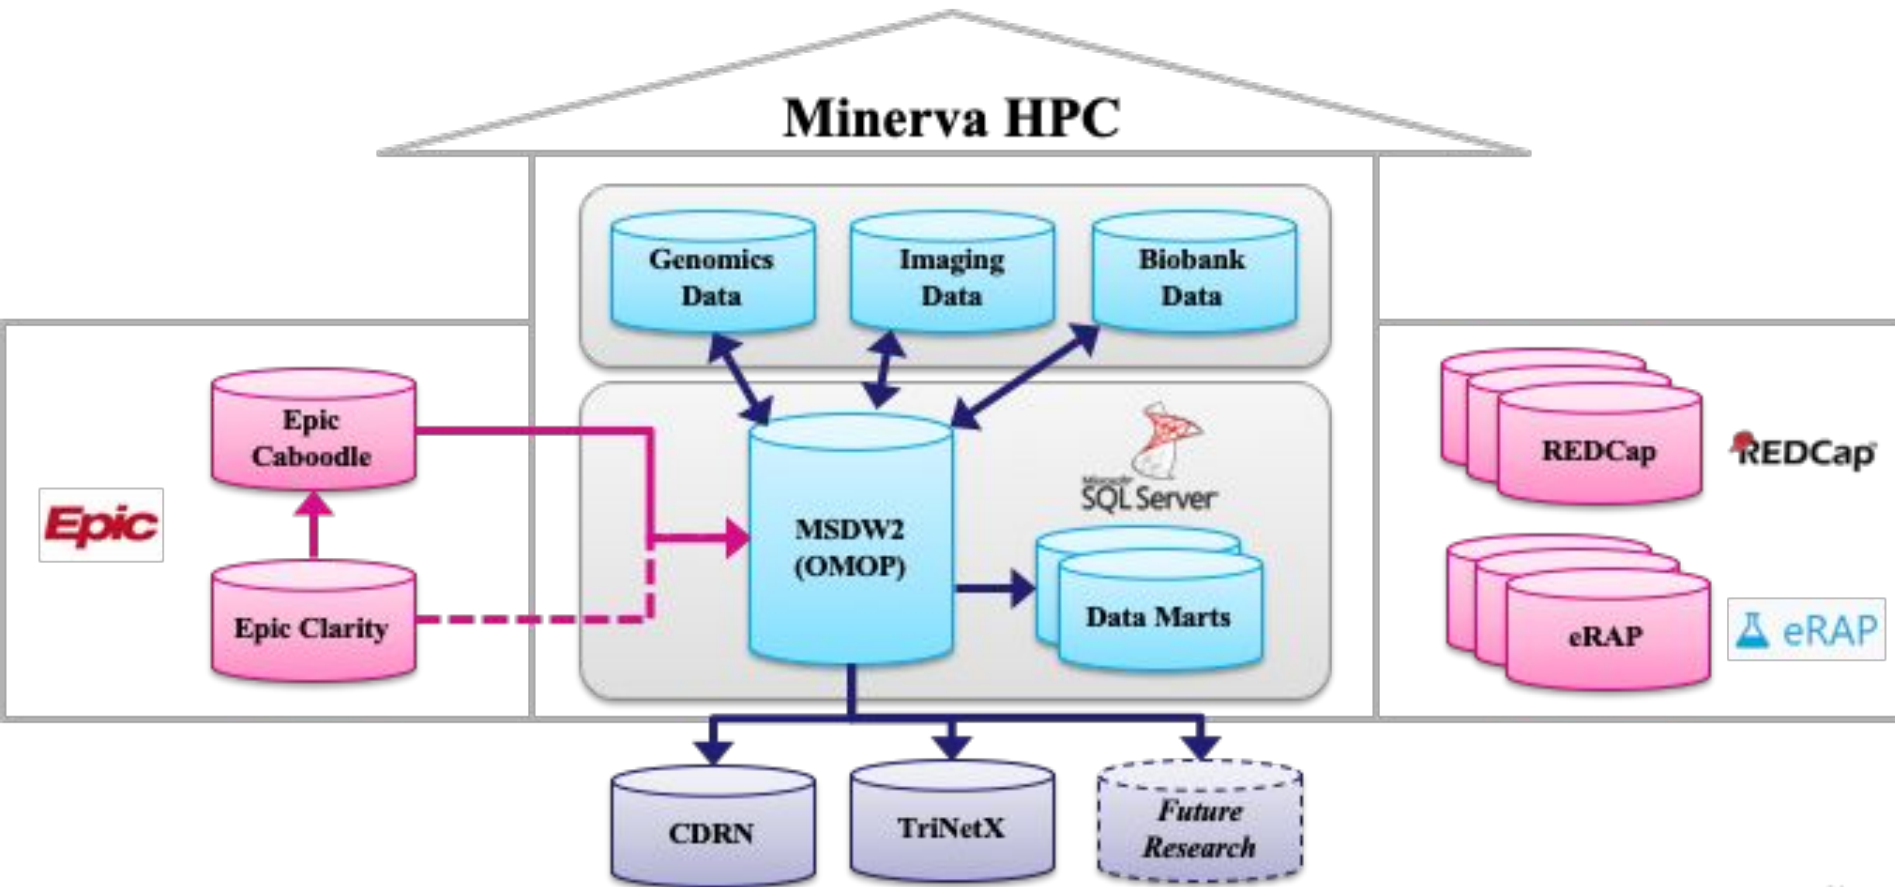 Minerva HPC
Genomics
Data
Imaging
Data
Biobank
Data
Epic
Caboodle
Epic
Epic Clarity
MSDW2
(OMOP)
Microsoft
SQL Server
Data Marts
REDCap
REDCap
eRAP
eRAP
CDRN
TriNetX
Future
Research